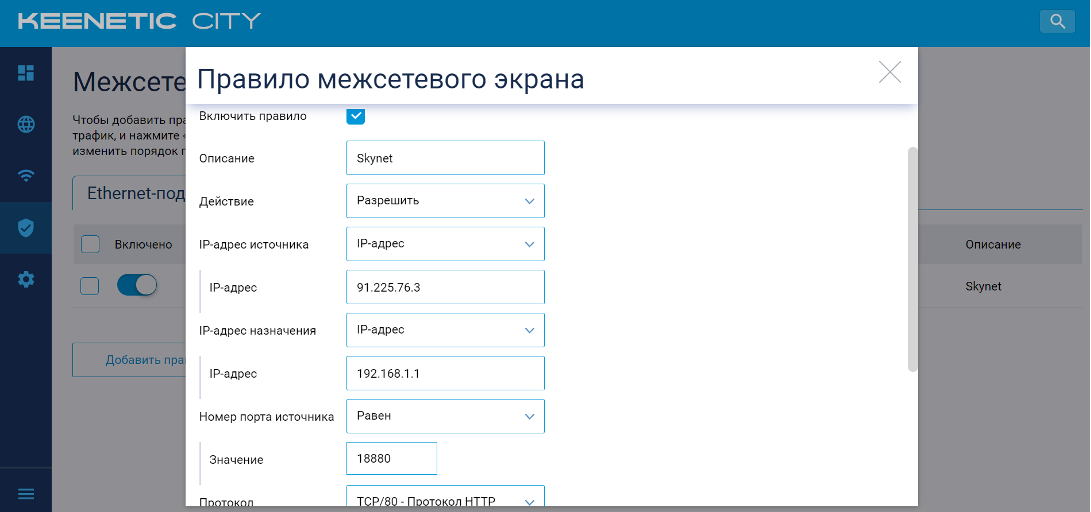 KEENETIC CITY
Межсе
Правило межсетевого экрана
Чтобы добавить пра
трафик, и нажмите «
изменить порядок п
Ethernet-под
Включено
Описание
Skynet
Добавить пра
Включить правило
Описание
Skynet
Действие
Разрешить
IP-адрес источника
IP-адрес
IP-адрес
91.225.76.3
IP-адрес назначения
IP-адрес
IP-адрес
192.168.1.1
Номер порта источника
Равен
Значение
18880
Протокол
TCP/80 - Протокол HTTP